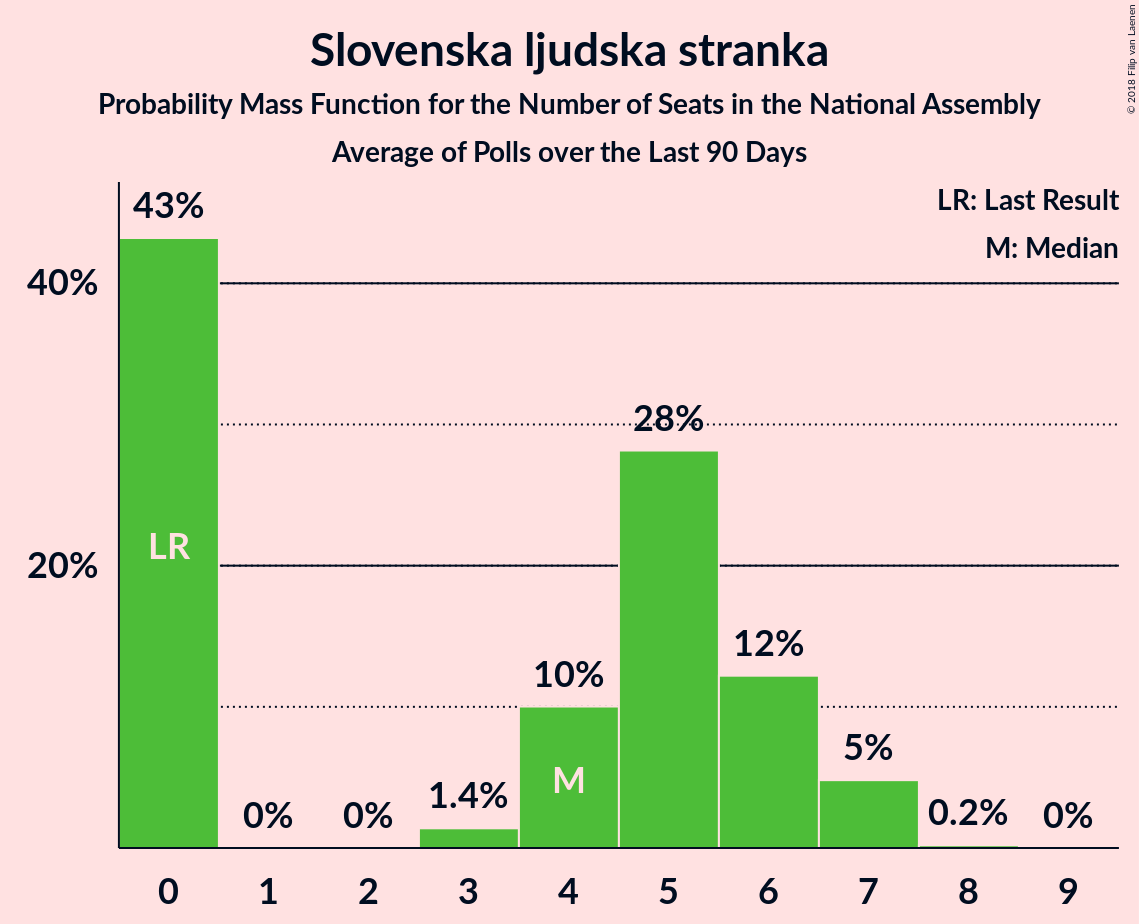 Slovenska ljudska stranka
Probability Mass Function for the Number of Seats in the National Assembly
Average of Polls over the Last 90 Days
© 2018 Filip van Laenen
LR: Last Result
M: Median
43%
40%
28%
LR
20%
12%
10%
5%
M
1.4%
0%
0%
0.2%
0%
0 1 2 3 4 5 6 7 8 9